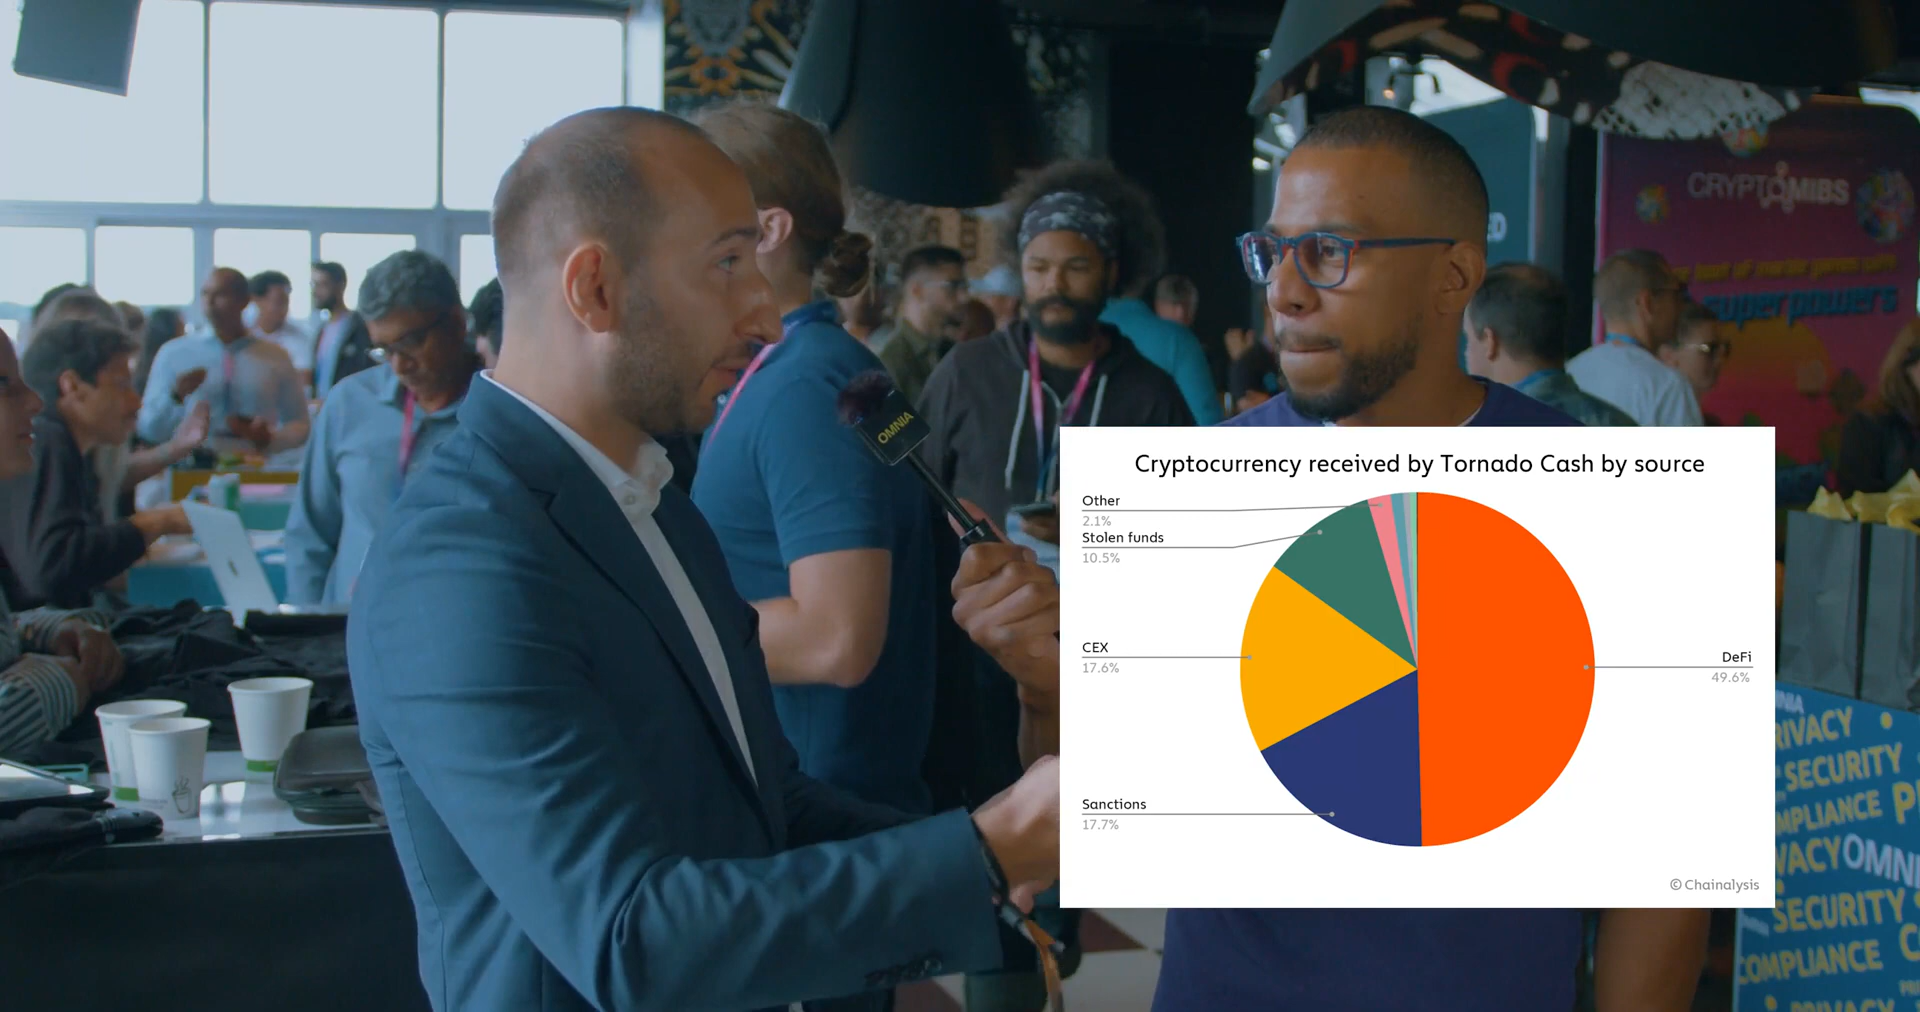 CRYPTOMIBS
superpowers
OMNIA
Cryptocurrency received by Tornado Cash by source
Other
2.1%
Stolen funds
10.5%
CEX
17.6%
DeFi
49.6%
Sanctions
17.7%
© Chainalysis
PRIVACY
SECURITY
COMPLIANCE
OMNI
SECURITY
COMPLIANCE
PRIVACY